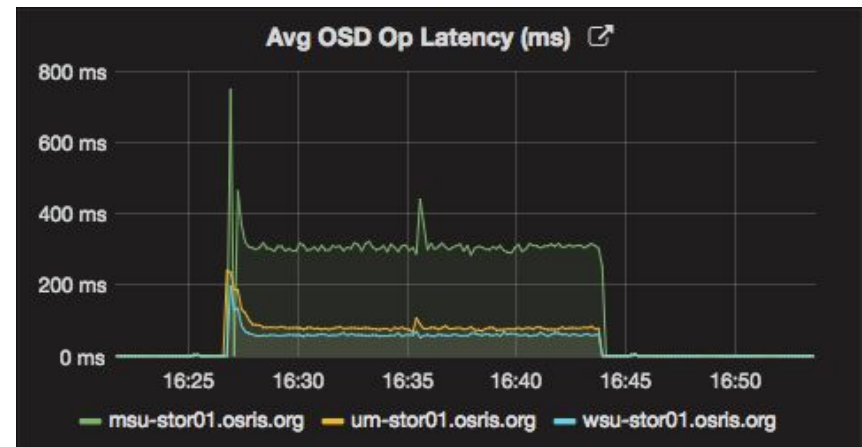 Avg OSD Op Latency (ms)
800 ms
600 ms
400 ms
200 ms
0 ms
16:25 16:30 16:35 16:40 16:45 16:50
msu-stor01.osris.org um-stor01.osris.org wsu-stor01.osris.org